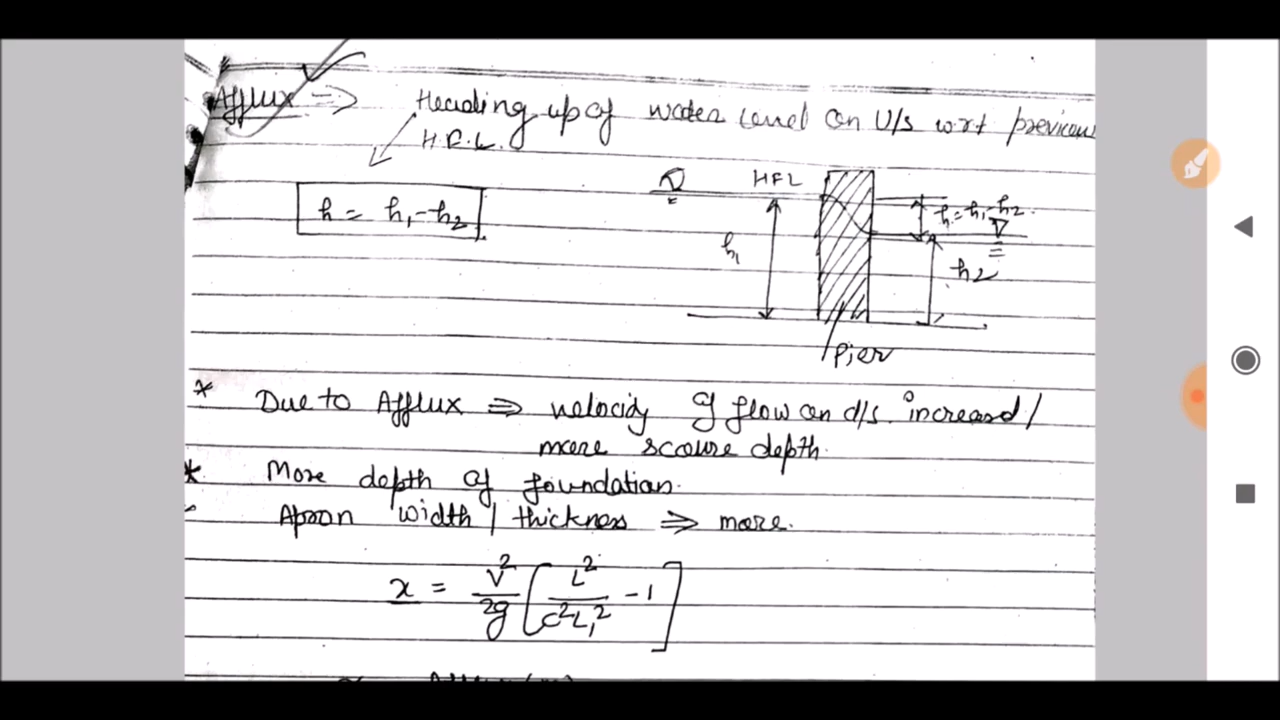 Afflux ⇒ Heading up of water level on U/s wrt previous
H.F.L.
h = h₁-h₂
HFL
h = h₁-h₂
h₁
h₂
Pier
* Due to Afflux ⇒ velocity of flow on d/s. increased /
more scoure depth.
* More depth of foundation.
Apron width / thickness ⇒ more.
x = V²/2g [L²/c²L₁² - 1]